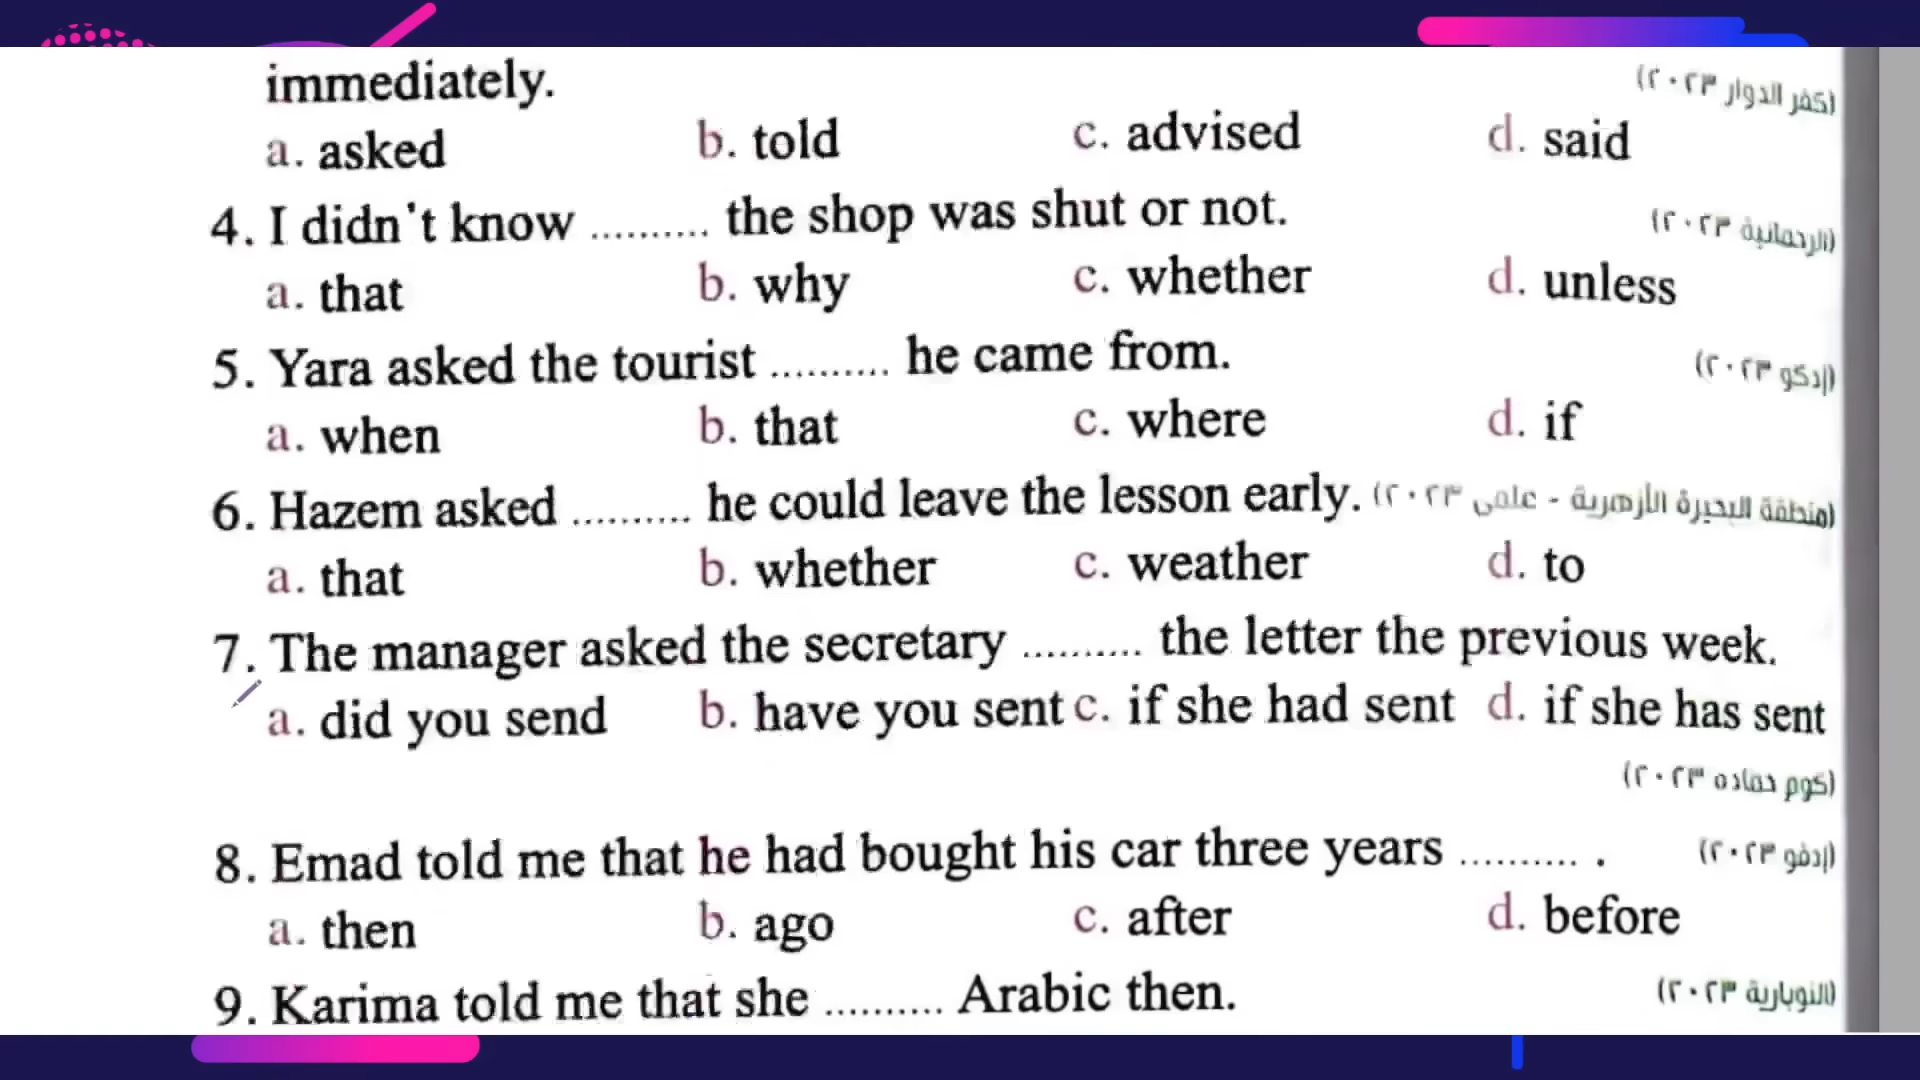 immediately. (كفر الدوار ٢٠٢٣)
a. asked b. told c. advised d. said
4. I didn't know .......... the shop was shut or not. (الرحمانية ٢٠٢٣)
a. that b. why c. whether d. unless
5. Yara asked the tourist .......... he came from. (إدكو ٢٠٢٣)
a. when b. that c. where d. if
6. Hazem asked .......... he could leave the lesson early. (منطقة البحيرة الأزهرية - علمى ٢٠٢٣)
a. that b. whether c. weather d. to
7. The manager asked the secretary .......... the letter the previous week.
a. did you send b. have you sent c. if she had sent d. if she has sent
(كوم حماده ٢٠٢٣)
8. Emad told me that he had bought his car three years .......... . (إدفو ٢٠٢٣)
a. then b. ago c. after d. before
9. Karima told me that she .......... Arabic then. (النوبارية ٢٠٢٣)